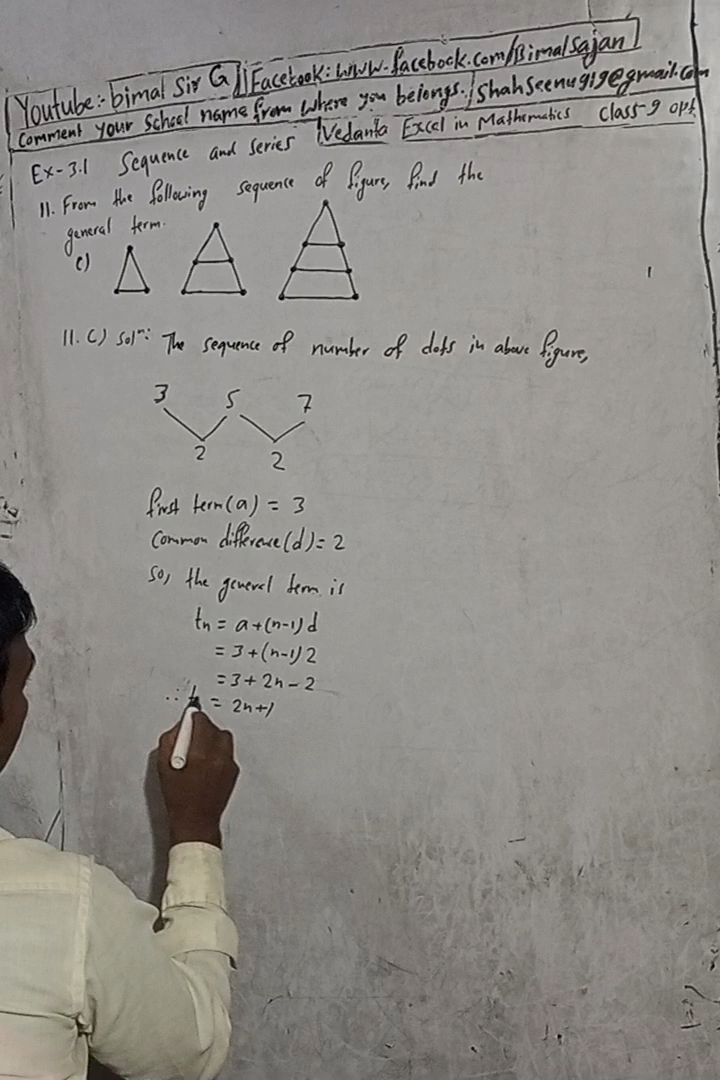 Youtube:- bimal Sir G || Facebook: www.facebook.com/Bimalsajan
Comment your School name from where you belongs. | Shahseenu919@gmail.com
Ex-3.1 Sequence and series | Vedanta Excel in Mathematics Class-9 opt
11. From the following sequence of figure, find the
general term.
c)
11. c) Solⁿ: The sequence of number of dots in above figure,
3 5 7
2 2
first term(a) = 3
Common difference(d) = 2
So, the general term is
tn = a+(n-1)d
= 3+(n-1)2
= 3+2n-2
∴ = 2n+1